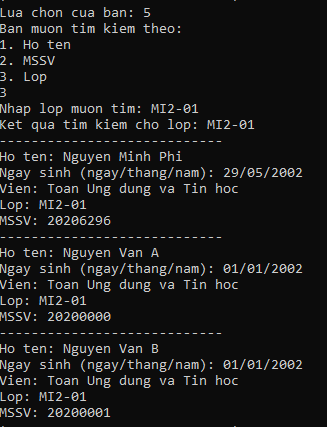 Lua chon cua ban: 5
Ban muon tim kiem theo:
1. Ho ten
2. MSSV
3. Lop
3
Nhap lop muon tim: MI2-01
Ket qua tim kiem cho lop: MI2-01
----------------------------
Ho ten: Nguyen Minh Phi
Ngay sinh (ngay/thang/nam): 29/05/2002
Vien: Toan Ung dung va Tin hoc
Lop: MI2-01
MSSV: 20206296
----------------------------
Ho ten: Nguyen Van A
Ngay sinh (ngay/thang/nam): 01/01/2002
Vien: Toan Ung dung va Tin hoc
Lop: MI2-01
MSSV: 20200000
----------------------------
Ho ten: Nguyen Van B
Ngay sinh (ngay/thang/nam): 01/01/2002
Vien: Toan Ung dung va Tin hoc
Lop: MI2-01
MSSV: 20200001